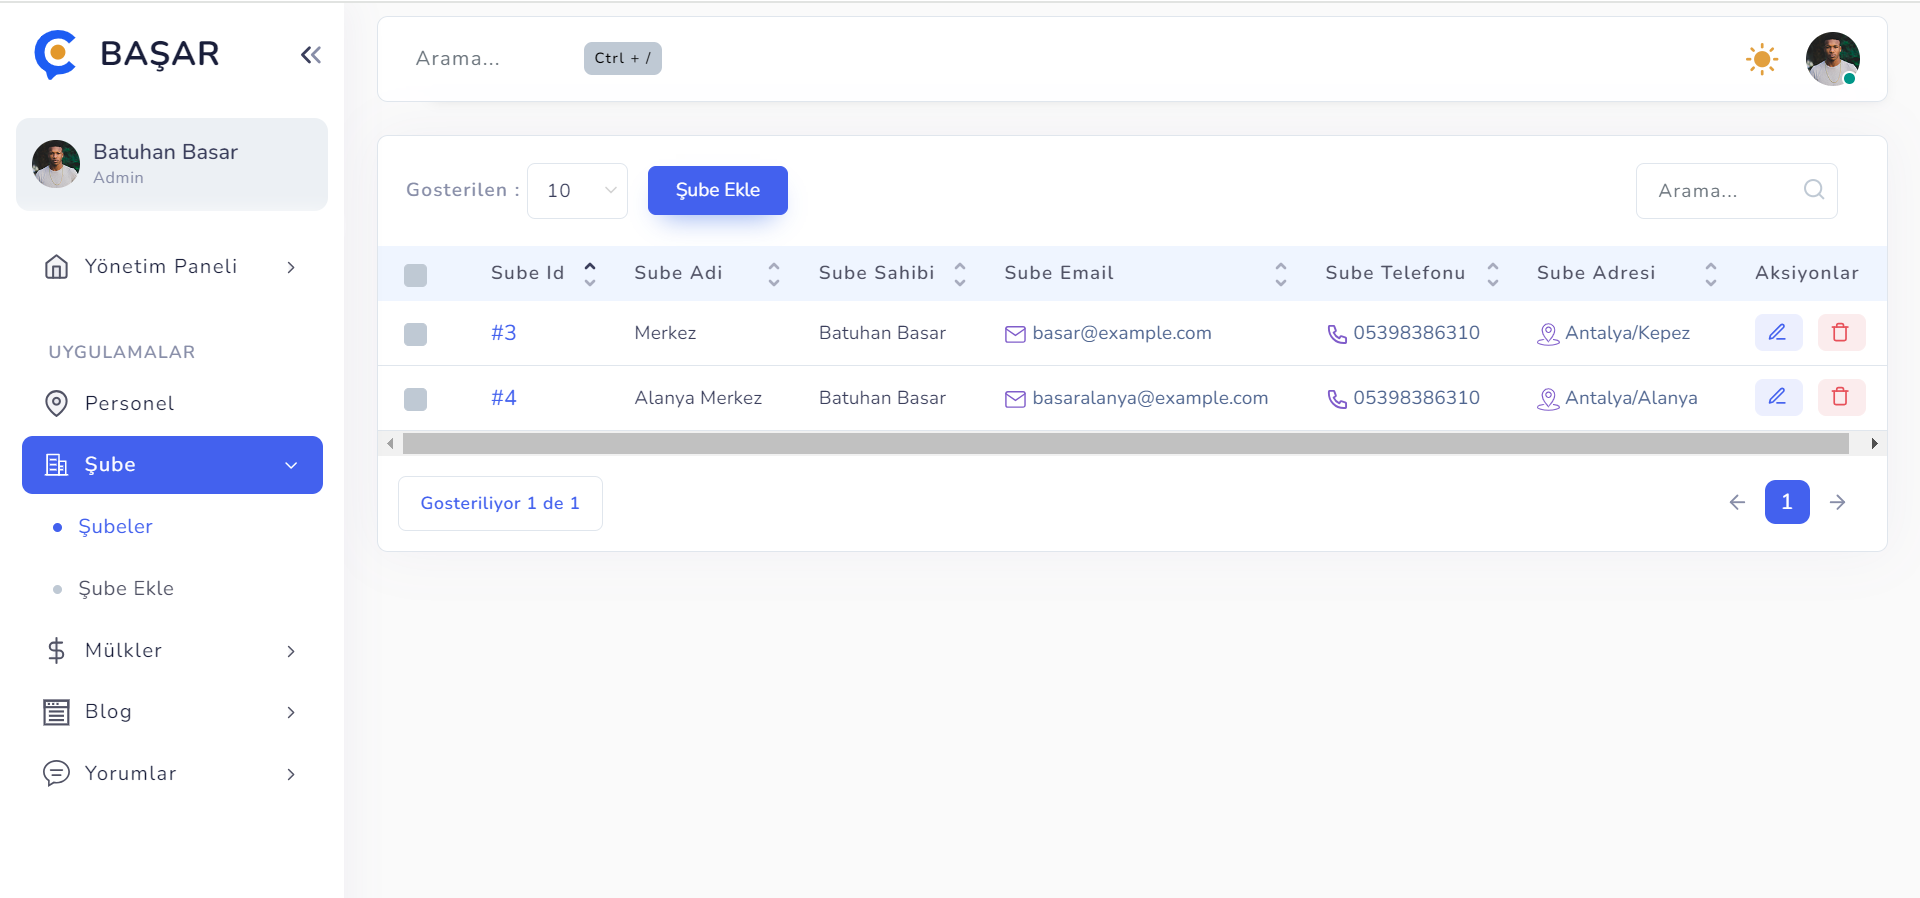 BAŞAR
Batuhan Basar
Admin
Yönetim Paneli
UYGULAMALAR
Personel
Şube
Şubeler
Şube Ekle
Mülkler
Blog
Yorumlar
Arama... Ctrl + /
Gosterilen : 10 Şube Ekle Arama...
Sube Id Sube Adi Sube Sahibi Sube Email Sube Telefonu Sube Adresi Aksiyonlar
#3 Merkez Batuhan Basar basar@example.com 05398386310 Antalya/Kepez
#4 Alanya Merkez Batuhan Basar basaralanya@example.com 05398386310 Antalya/Alanya
Gosteriliyor 1 de 1 1